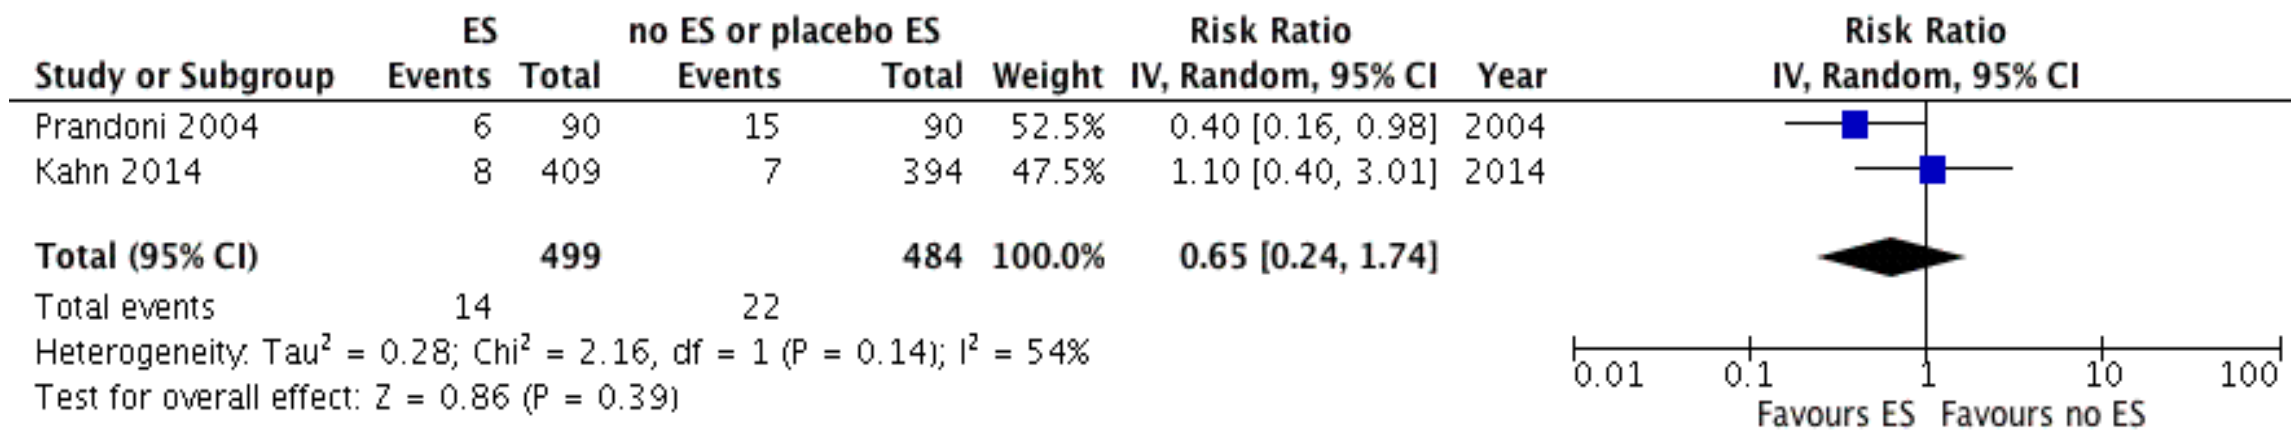 ES no ES or placebo ES Risk Ratio Risk Ratio
Study or Subgroup Events Total Events Total Weight IV, Random, 95% CI Year IV, Random, 95% CI
Prandoni 2004 6 90 15 90 52.5% 0.40 [0.16, 0.98] 2004
Kahn 2014 8 409 7 394 47.5% 1.10 [0.40, 3.01] 2014
Total (95% CI) 499 484 100.0% 0.65 [0.24, 1.74]
Total events 14 22
Heterogeneity: Tau² = 0.28; Chi² = 2.16, df = 1 (P = 0.14); I² = 54%
Test for overall effect: Z = 0.86 (P = 0.39)
0.01 0.1 1 10 100
Favours ES Favours no ES